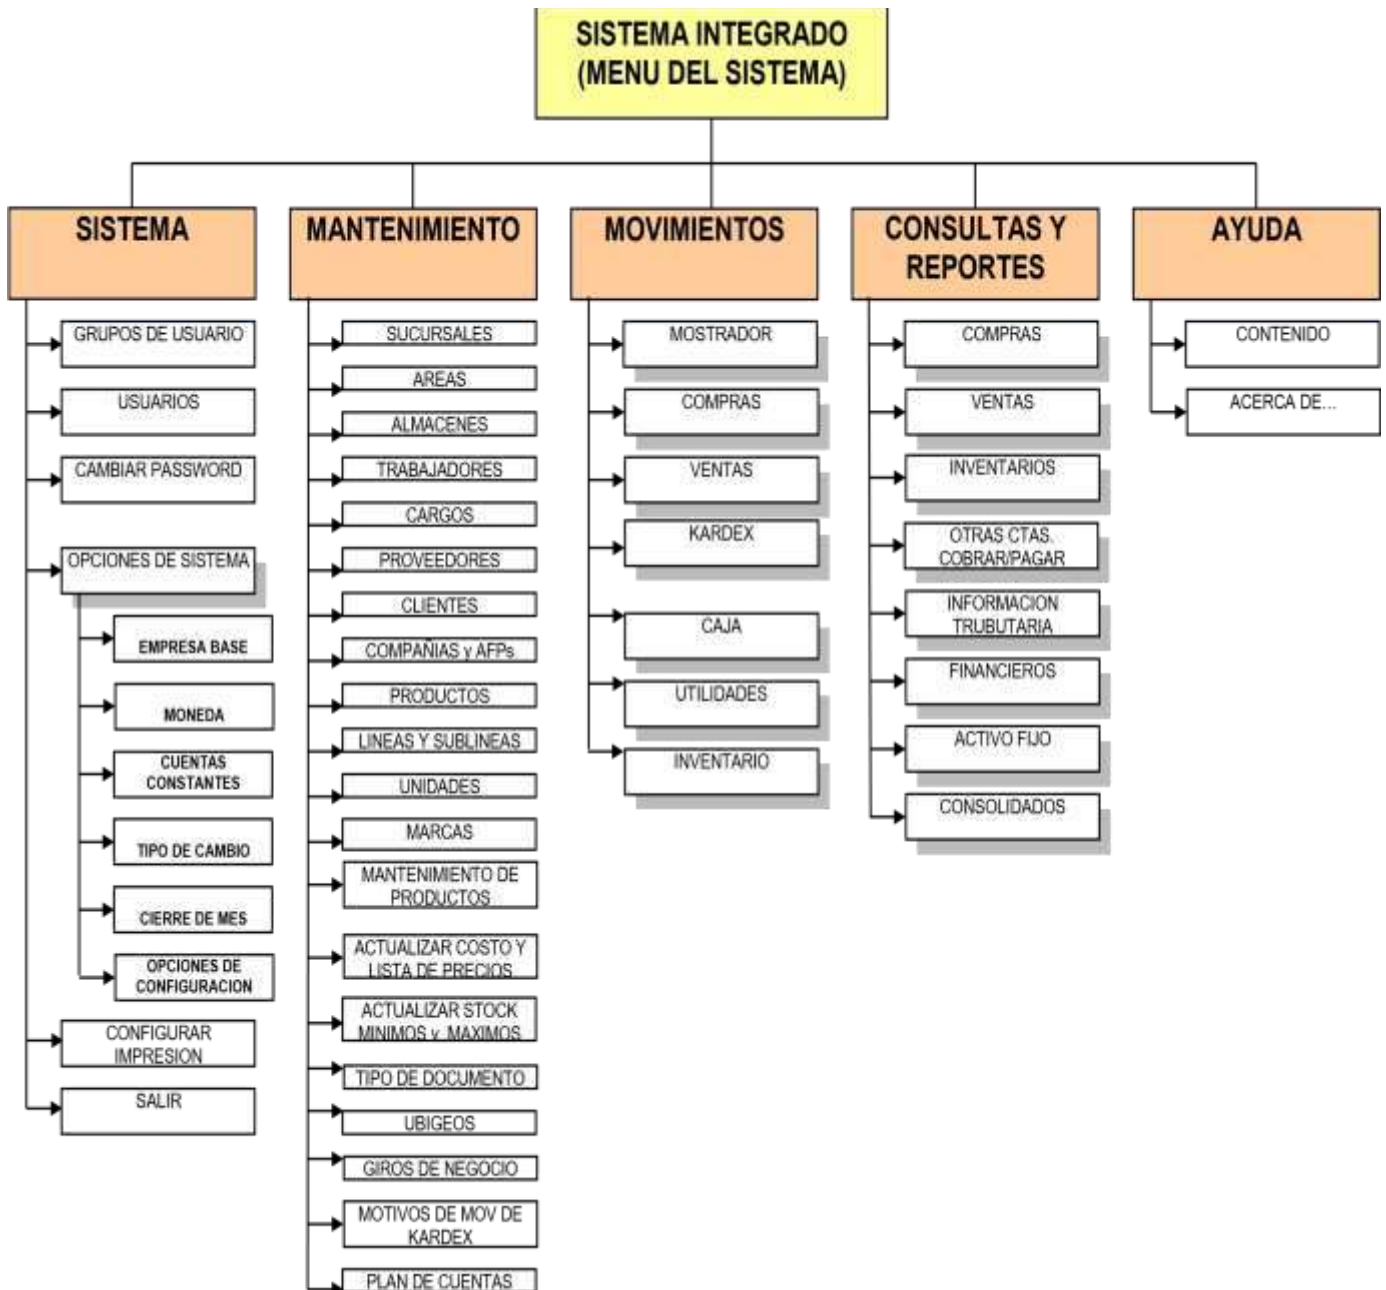 SISTEMA INTEGRADO
(MENU DEL SISTEMA)
SISTEMA
GRUPOS DE USUARIO
USUARIOS
CAMBIAR PASSWORD
OPCIONES DE SISTEMA
EMPRESA BASE
MONEDA
CUENTAS
CONSTANTES
TIPO DE CAMBIO
CIERRE DE MES
OPCIONES DE
CONFIGURACION
CONFIGURAR
IMPRESION
SALIR
MANTENIMIENTO
SUCURSALES
AREAS
ALMACENES
TRABAJADORES
CARGOS
PROVEEDORES
CLIENTES
COMPAÑIAS y AFPs
PRODUCTOS
LINEAS Y SUBLINEAS
UNIDADES
MARCAS
MANTENIMIENTO DE
PRODUCTOS
ACTUALIZAR COSTO Y
LISTA DE PRECIOS
ACTUALIZAR STOCK
MINIMOS y MAXIMOS
TIPO DE DOCUMENTO
UBIGEOS
GIROS DE NEGOCIO
MOTIVOS DE MOV DE
KARDEX
PLAN DE CUENTAS
MOVIMIENTOS
MOSTRADOR
COMPRAS
VENTAS
KARDEX
CAJA
UTILIDADES
INVENTARIO
CONSULTAS Y
REPORTES
COMPRAS
VENTAS
INVENTARIOS
OTRAS CTAS.
COBRAR/PAGAR
INFORMACION
TRUBUTARIA
FINANCIEROS
ACTIVO FIJO
CONSOLIDADOS
AYUDA
CONTENIDO
ACERCA DE...